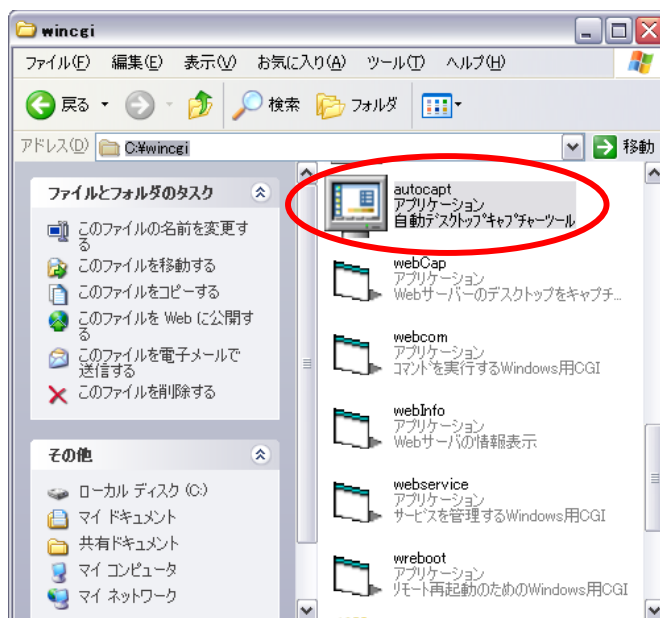 wincgi
ファイル(F) 編集(E) 表示(V) お気に入り(A) ツール(T) ヘルプ(H)
戻る 検索 フォルダ
アドレス(D) C:¥wincgi 移動
ファイルとフォルダのタスク
このファイルの名前を変更す
る
このファイルを移動する
このファイルをコピーする
このファイルを Web に公開す
る
このファイルを電子メールで
送信する
このファイルを削除する
その他
ローカル ディスク (C:)
マイ ドキュメント
共有ドキュメント
マイ コンピュータ
マイ ネットワーク
autocapt
アプリケーション
自動デスクトップキャプチャーツール
webCap
アプリケーション
Webサーバーのデスクトップをキャプチ...
webcom
アプリケーション
コマンドを実行するWindows用CGI
webInfo
アプリケーション
Webサーバの情報表示
webservice
アプリケーション
サービスを管理するWindows用CGI
wreboot
アプリケーション
リモート再起動のためのWindows用CGI